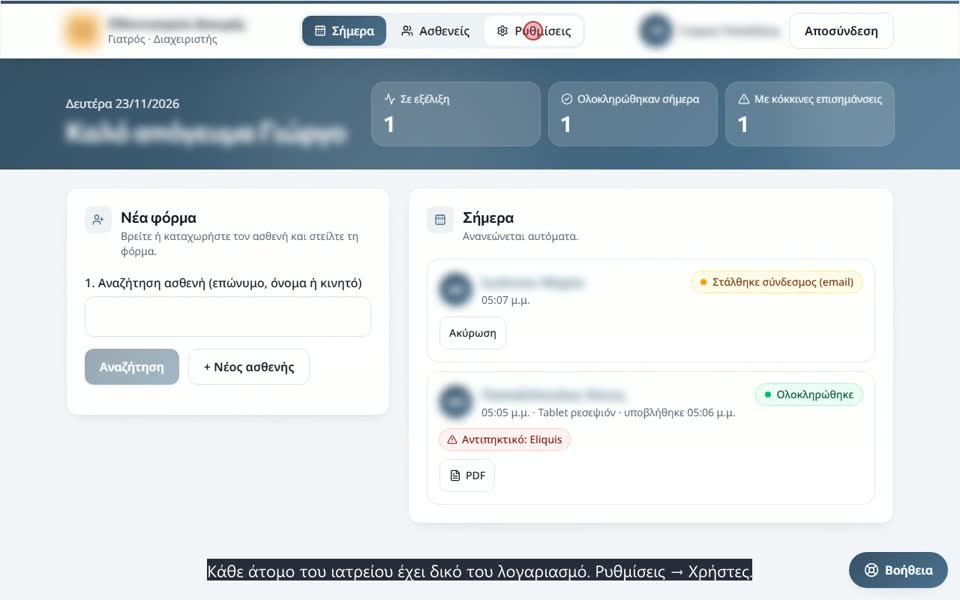 Γιατρός · Διαχειριστής
Σήμερα
Ασθενείς
Ρυθμίσεις
Αποσύνδεση
Δευτέρα 23/11/2026
Καλό απόγευμα Γιώργο
Σε εξέλιξη
1
Ολοκληρώθηκαν σήμερα
1
Με κόκκινες επισημάνσεις
1
Νέα φόρμα
Βρείτε ή καταχωρήστε τον ασθενή και στείλτε τη
φόρμα.
1. Αναζήτηση ασθενή (επώνυμο, όνομα ή κινητό)
Αναζήτηση
+ Νέος ασθενής
Σήμερα
Ανανεώνεται αυτόματα.
05:07 μ.μ.
Στάλθηκε σύνδεσμος (email)
Ακύρωση
05:05 μ.μ. · Tablet ρεσεψιόν · υποβλήθηκε 05:06 μ.μ.
Ολοκληρώθηκε
Αντιπηκτικό: Eliquis
PDF
Κάθε άτομο του ιατρείου έχει δικό του λογαριασμό. Ρυθμίσεις → Χρήστες.
Βοήθεια